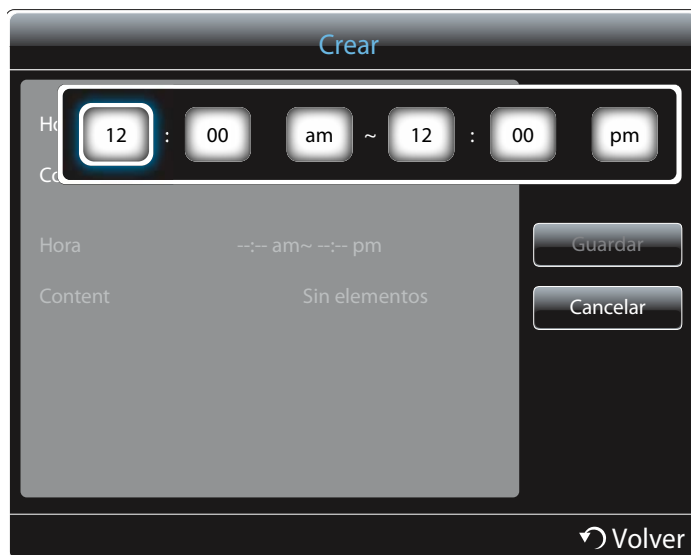 Crear
12 : 00 am ~ 12 : 00 pm
Hora --:-- am~ --:-- pm
Guardar
Content Sin elementos
Cancelar
Volver